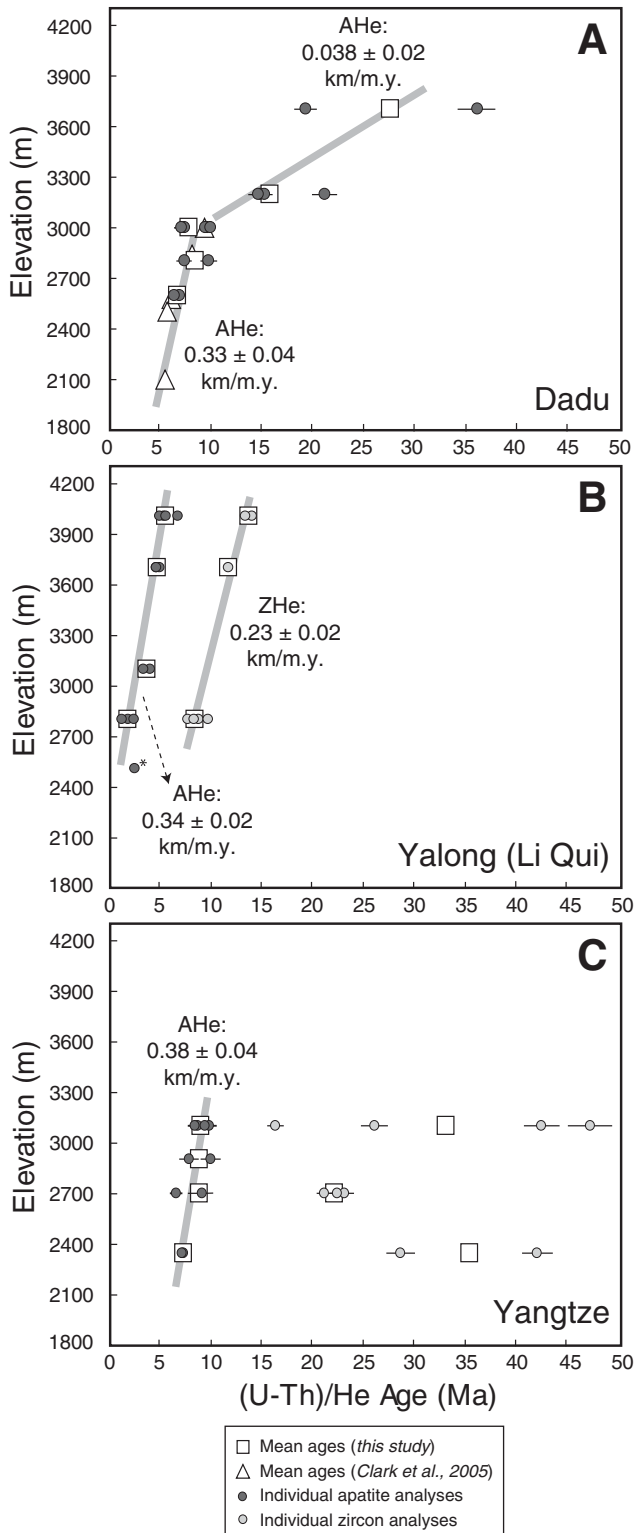 A
4200
3900
3600
3300
3000
2700
2400
2100
1800
Elevation (m)
AHe:
0.038 ± 0.02
km/m.y.
AHe:
0.33 ± 0.04
km/m.y.
Dadu
0 5 10 15 20 25 30 35 40 45 50
B
4200
3900
3600
3300
3000
2700
2400
2100
1800
Elevation (m)
ZHe:
0.23 ± 0.02
km/m.y.
*
AHe:
0.34 ± 0.02
km/m.y.
Yalong (Li Qui)
0 5 10 15 20 25 30 35 40 45 50
C
4200
3900
3600
3300
3000
2700
2400
2100
1800
Elevation (m)
AHe:
0.38 ± 0.04
km/m.y.
Yangtze
0 5 10 15 20 25 30 35 40 45 50
(U-Th)/He Age (Ma)
Mean ages (this study)
Mean ages (Clark et al., 2005)
Individual apatite analyses
Individual zircon analyses